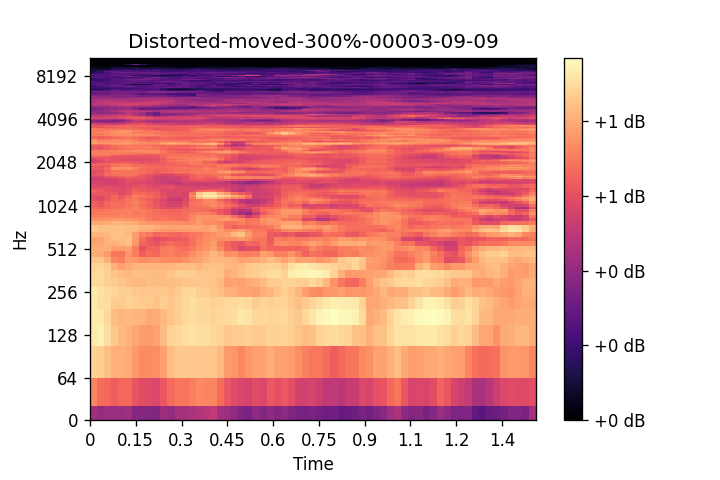 Distorted-moved-300%-00003-09-09
8192
4096
2048
1024
512
256
128
64
0
Hz
0 0.15 0.3 0.45 0.6 0.75 0.9 1.1 1.2 1.4
Time
+1 dB
+1 dB
+0 dB
+0 dB
+0 dB